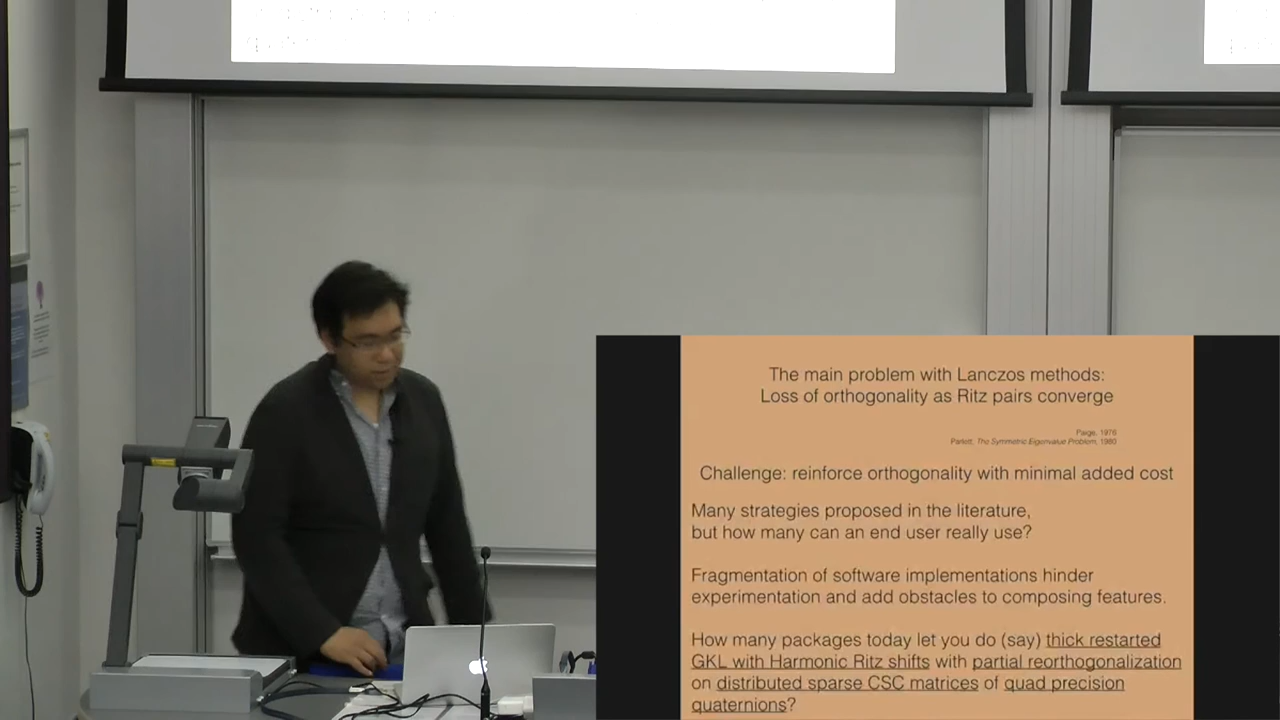 The main problem with Lanczos methods:
Loss of orthogonality as Ritz pairs converge
Paige, 1976
Parlett, The Symmetric Eigenvalue Problem, 1980
Challenge: reinforce orthogonality with minimal added cost
Many strategies proposed in the literature,
but how many can an end user really use?
Fragmentation of software implementations hinder
experimentation and add obstacles to composing features.
How many packages today let you do (say) thick restarted
GKL with Harmonic Ritz shifts with partial reorthogonalization
on distributed sparse CSC matrices of quad precision
quaternions?